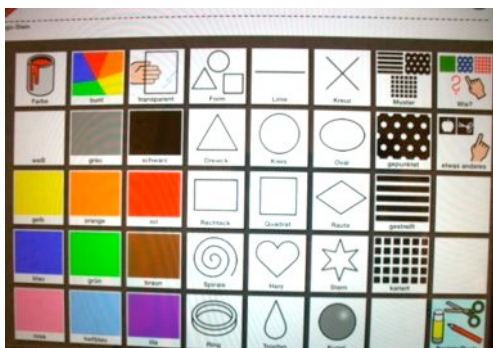 Farbe
bunt
transparent
Form
Linie
Kreuz
Muster
Wie?
weiß
grau
schwarz
Dreieck
Kreis
Oval
gepunktet
etwas anderes
gelb
orange
rot
Rechteck
Quadrat
Raute
gestreift
blau
grün
braun
Spirale
Herz
Stern
kariert
rosa
hellblau
lila
Ring
Tropfen
Kugel